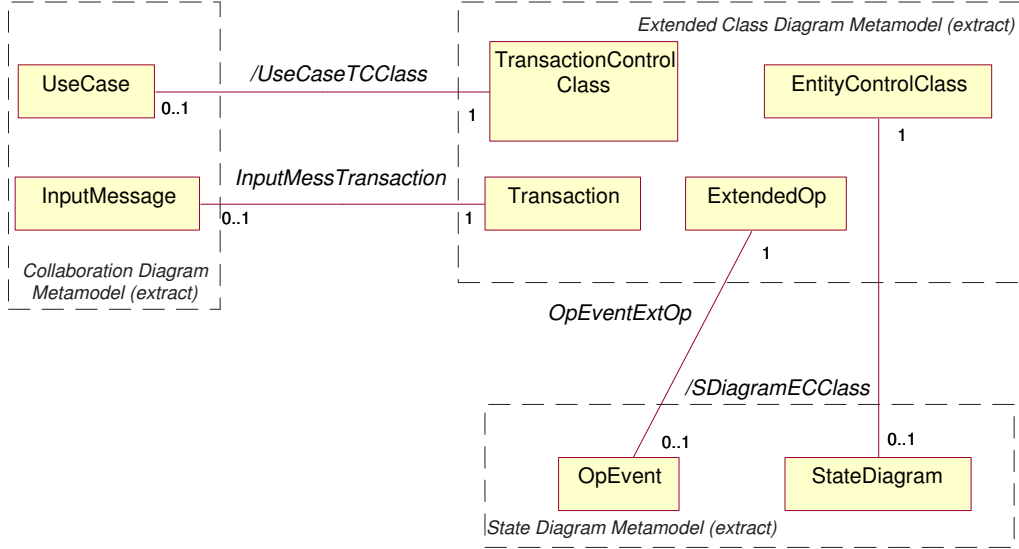 Extended Class Diagram Metamodel (extract)
UseCase
/UseCaseTCClass
0..1
1
TransactionControl
Class
EntityControlClass
1
InputMessage
InputMessTransaction
0..1
1
Transaction
ExtendedOp
1
Collaboration Diagram
Metamodel (extract)
OpEventExtOp
/SDiagramECClass
0..1
0..1
OpEvent
StateDiagram
State Diagram Metamodel (extract)